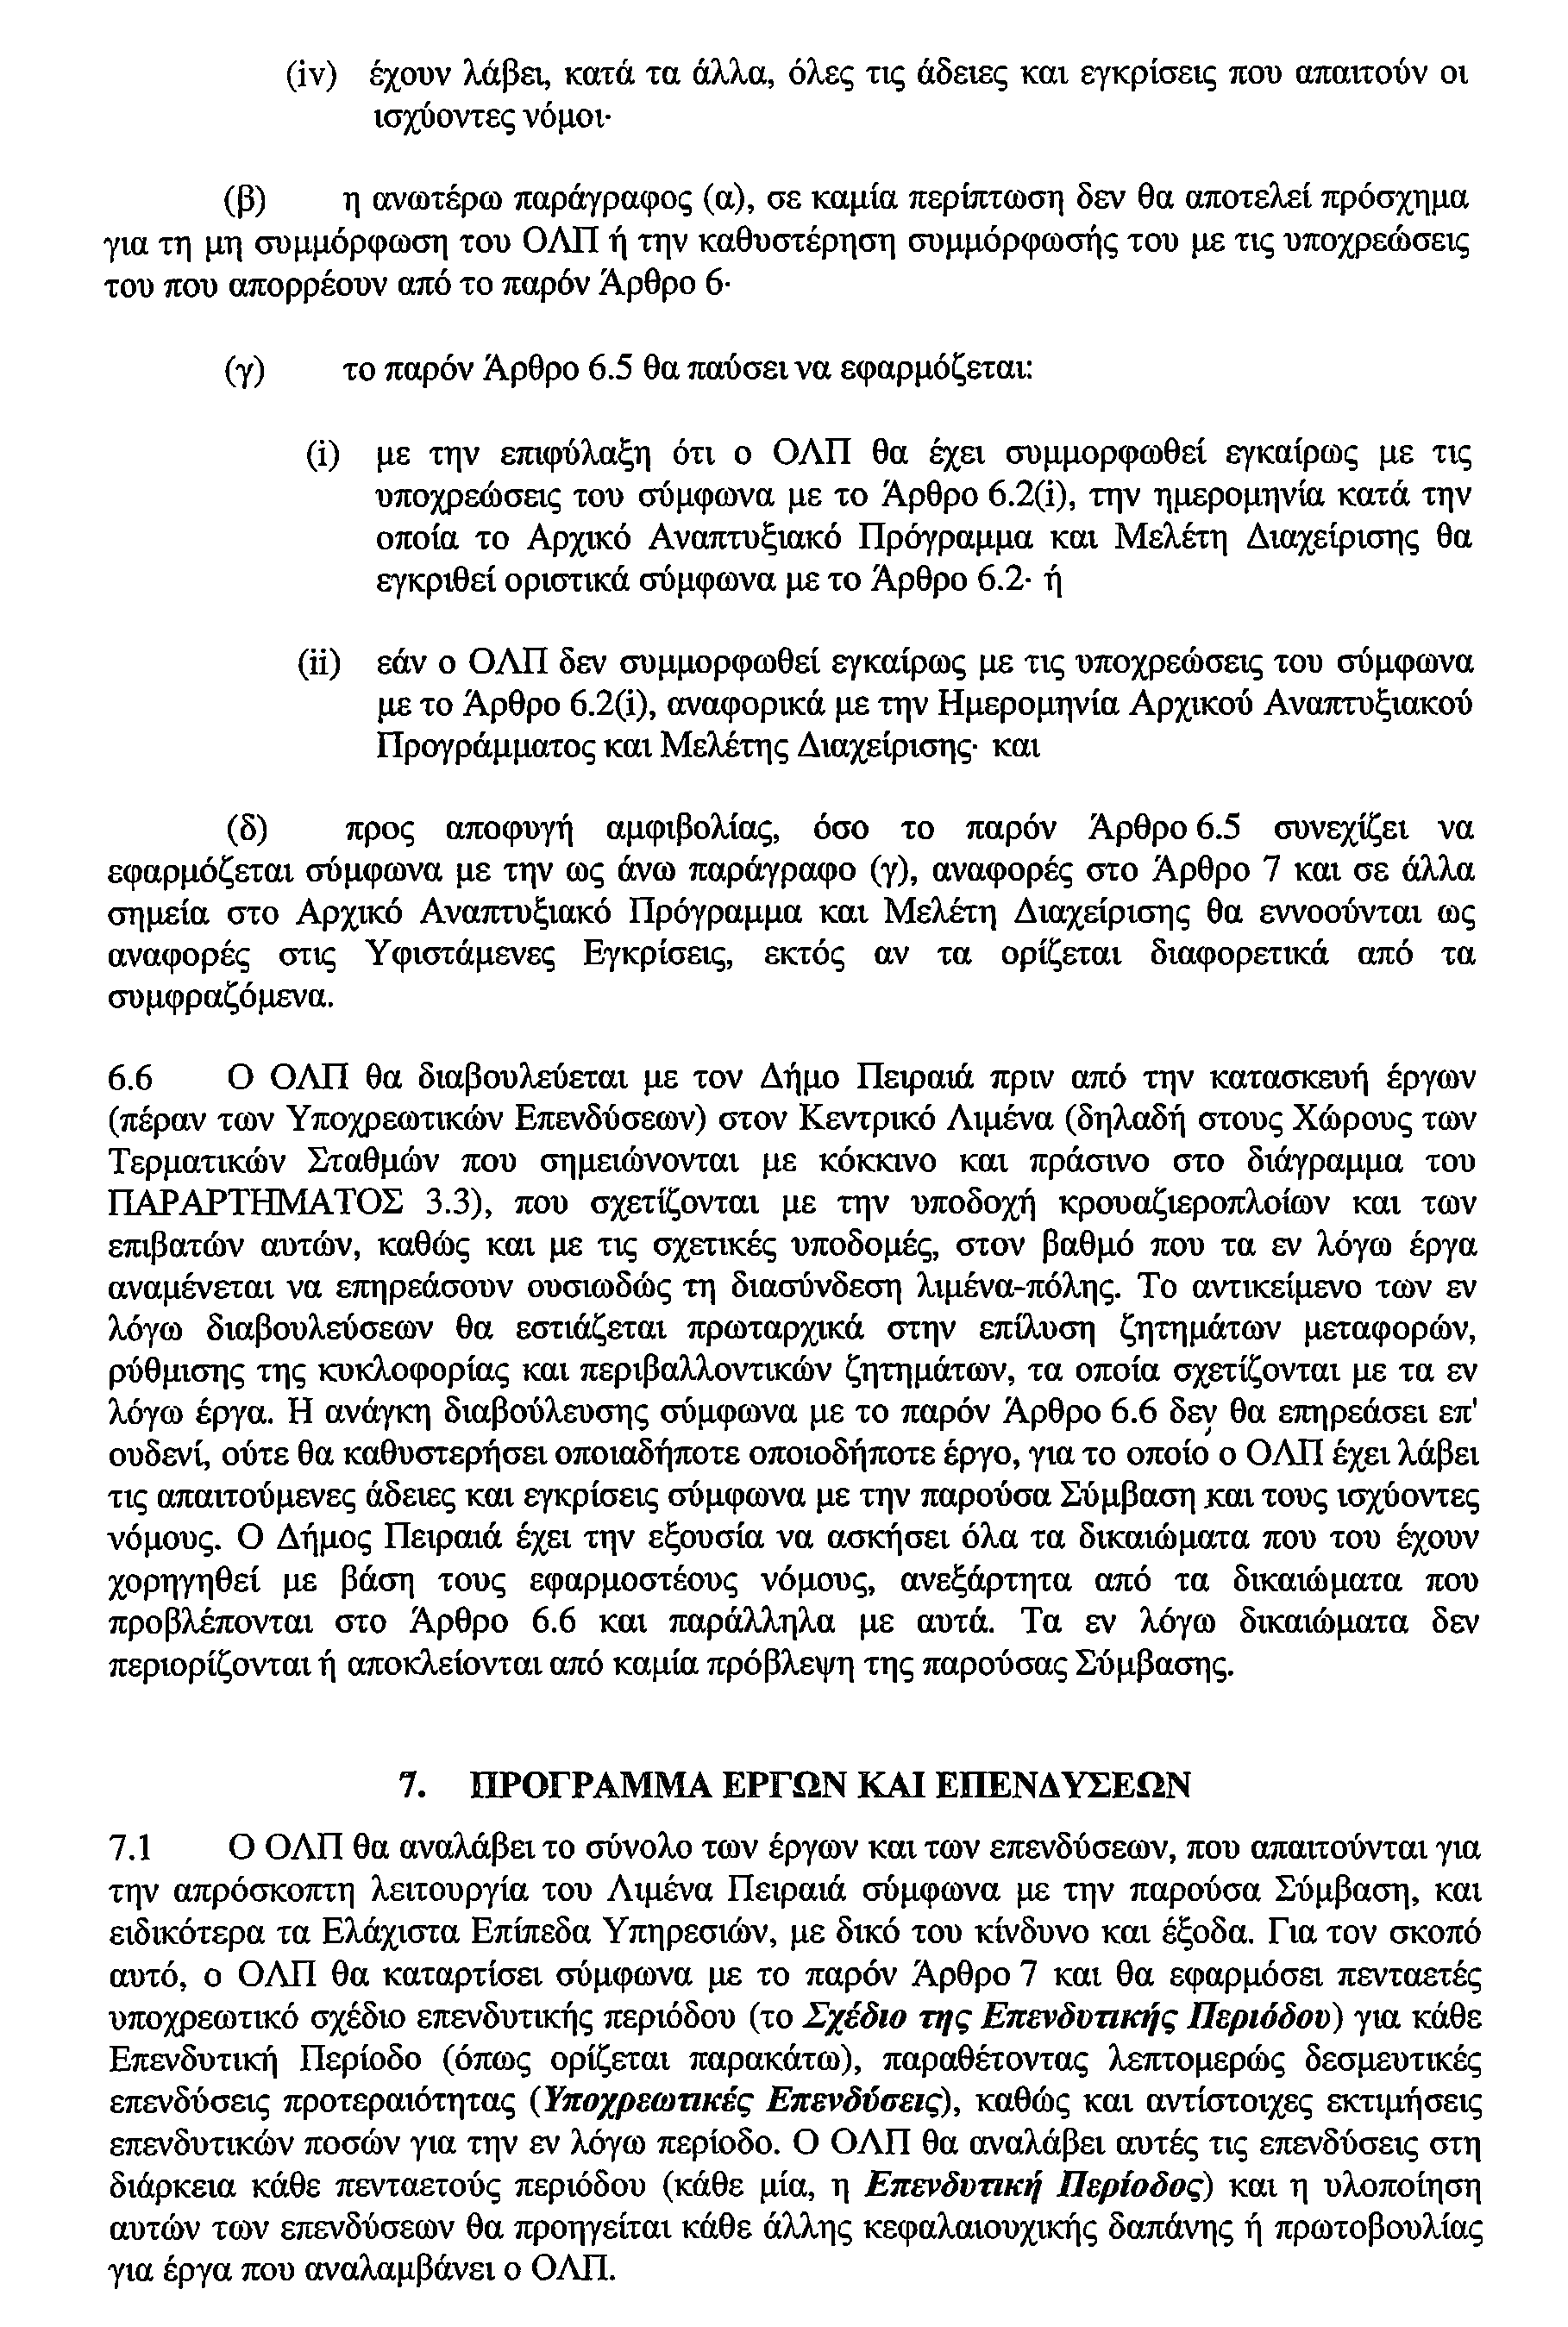 (iv) έχουν λάβει, κατά τα άλλα, όλες τις άδειες και εγκρίσεις που απαιτούν οι
ισχύοντες νόμοι·
(β) η ανωτέρω παράγραφος (α), σε καμία περίπτωση δεν θα αποτελεί πρόσχημα
για τη μη συμμόρφωση του ΟΛΠ ή την καθυστέρηση συμμόρφωσής του με τις υποχρεώσεις
του που απορρέουν από το παρόν Άρθρο 6·
(γ) το παρόν Άρθρο 6.5 θα παύσει να εφαρμόζεται:
(i) με την επιφύλαξη ότι ο ΟΛΠ θα έχει συμμορφωθεί εγκαίρως με τις
υποχρεώσεις του σύμφωνα με το Άρθρο 6.2(i), την ημερομηνία κατά την
οποία το Αρχικό Αναπτυξιακό Πρόγραμμα και Μελέτη Διαχείρισης θα
εγκριθεί οριστικά σύμφωνα με το Άρθρο 6.2· ή
(ii) εάν ο ΟΛΠ δεν συμμορφωθεί εγκαίρως με τις υποχρεώσεις του σύμφωνα
με το Άρθρο 6.2(i), αναφορικά με την Ημερομηνία Αρχικού Αναπτυξιακού
Προγράμματος και Μελέτης Διαχείρισης· και
(δ) προς αποφυγή αμφιβολίας, όσο το παρόν Άρθρο 6.5 συνεχίζει να
εφαρμόζεται σύμφωνα με την ως άνω παράγραφο (γ), αναφορές στο Άρθρο 7 και σε άλλα
σημεία στο Αρχικό Αναπτυξιακό Πρόγραμμα και Μελέτη Διαχείρισης θα εννοούνται ως
αναφορές στις Υφιστάμενες Εγκρίσεις, εκτός αν τα ορίζεται διαφορετικά από τα
συμφραζόμενα.
6.6 Ο ΟΛΠ θα διαβουλεύεται με τον Δήμο Πειραιά πριν από την κατασκευή έργων
(πέραν των Υποχρεωτικών Επενδύσεων) στον Κεντρικό Λιμένα (δηλαδή στους Χώρους των
Τερματικών Σταθμών που σημειώνονται με κόκκινο και πράσινο στο διάγραμμα του
ΠΑΡΑΡΤΗΜΑΤΟΣ 3.3), που σχετίζονται με την υποδοχή κρουαζιεροπλοίων και των
επιβατών αυτών, καθώς και με τις σχετικές υποδομές, στον βαθμό που τα εν λόγω έργα
αναμένεται να επηρεάσουν ουσιωδώς τη διασύνδεση λιμένα-πόλης. Το αντικείμενο των εν
λόγω διαβουλεύσεων θα εστιάζεται πρωταρχικά στην επίλυση ζητημάτων μεταφορών,
ρύθμισης της κυκλοφορίας και περιβαλλοντικών ζητημάτων, τα οποία σχετίζονται με τα εν
λόγω έργα. Η ανάγκη διαβούλευσης σύμφωνα με το παρόν Άρθρο 6.6 δεν θα επηρεάσει επ'
ουδενί, ούτε θα καθυστερήσει οποιαδήποτε οποιοδήποτε έργο, για το οποίο ο ΟΛΠ έχει λάβει
τις απαιτούμενες άδειες και εγκρίσεις σύμφωνα με την παρούσα Σύμβαση και τους ισχύοντες
νόμους. Ο Δήμος Πειραιά έχει την εξουσία να ασκήσει όλα τα δικαιώματα που του έχουν
χορηγηθεί με βάση τους εφαρμοστέους νόμους, ανεξάρτητα από τα δικαιώματα που
προβλέπονται στο Άρθρο 6.6 και παράλληλα με αυτά. Τα εν λόγω δικαιώματα δεν
περιορίζονται ή αποκλείονται από καμία πρόβλεψη της παρούσας Σύμβασης.
7. ΠΡΟΓΡΑΜΜΑ ΕΡΓΩΝ ΚΑΙ ΕΠΕΝΔΥΣΕΩΝ
7.1 Ο ΟΛΠ θα αναλάβει το σύνολο των έργων και των επενδύσεων, που απαιτούνται για
την απρόσκοπτη λειτουργία του Λιμένα Πειραιά σύμφωνα με την παρούσα Σύμβαση, και
ειδικότερα τα Ελάχιστα Επίπεδα Υπηρεσιών, με δικό του κίνδυνο και έξοδα. Για τον σκοπό
αυτό, ο ΟΛΠ θα καταρτίσει σύμφωνα με το παρόν Άρθρο 7 και θα εφαρμόσει πενταετές
υποχρεωτικό σχέδιο επενδυτικής περιόδου (το Σχέδιο της Επενδυτικής Περιόδου) για κάθε
Επενδυτική Περίοδο (όπως ορίζεται παρακάτω), παραθέτοντας λεπτομερώς δεσμευτικές
επενδύσεις προτεραιότητας (Υποχρεωτικές Επενδύσεις), καθώς και αντίστοιχες εκτιμήσεις
επενδυτικών ποσών για την εν λόγω περίοδο. Ο ΟΛΠ θα αναλάβει αυτές τις επενδύσεις στη
διάρκεια κάθε πενταετούς περιόδου (κάθε μία, η Επενδυτική Περίοδος) και η υλοποίηση
αυτών των επενδύσεων θα προηγείται κάθε άλλης κεφαλαιουχικής δαπάνης ή πρωτοβουλίας
για έργα που αναλαμβάνει ο ΟΛΠ.